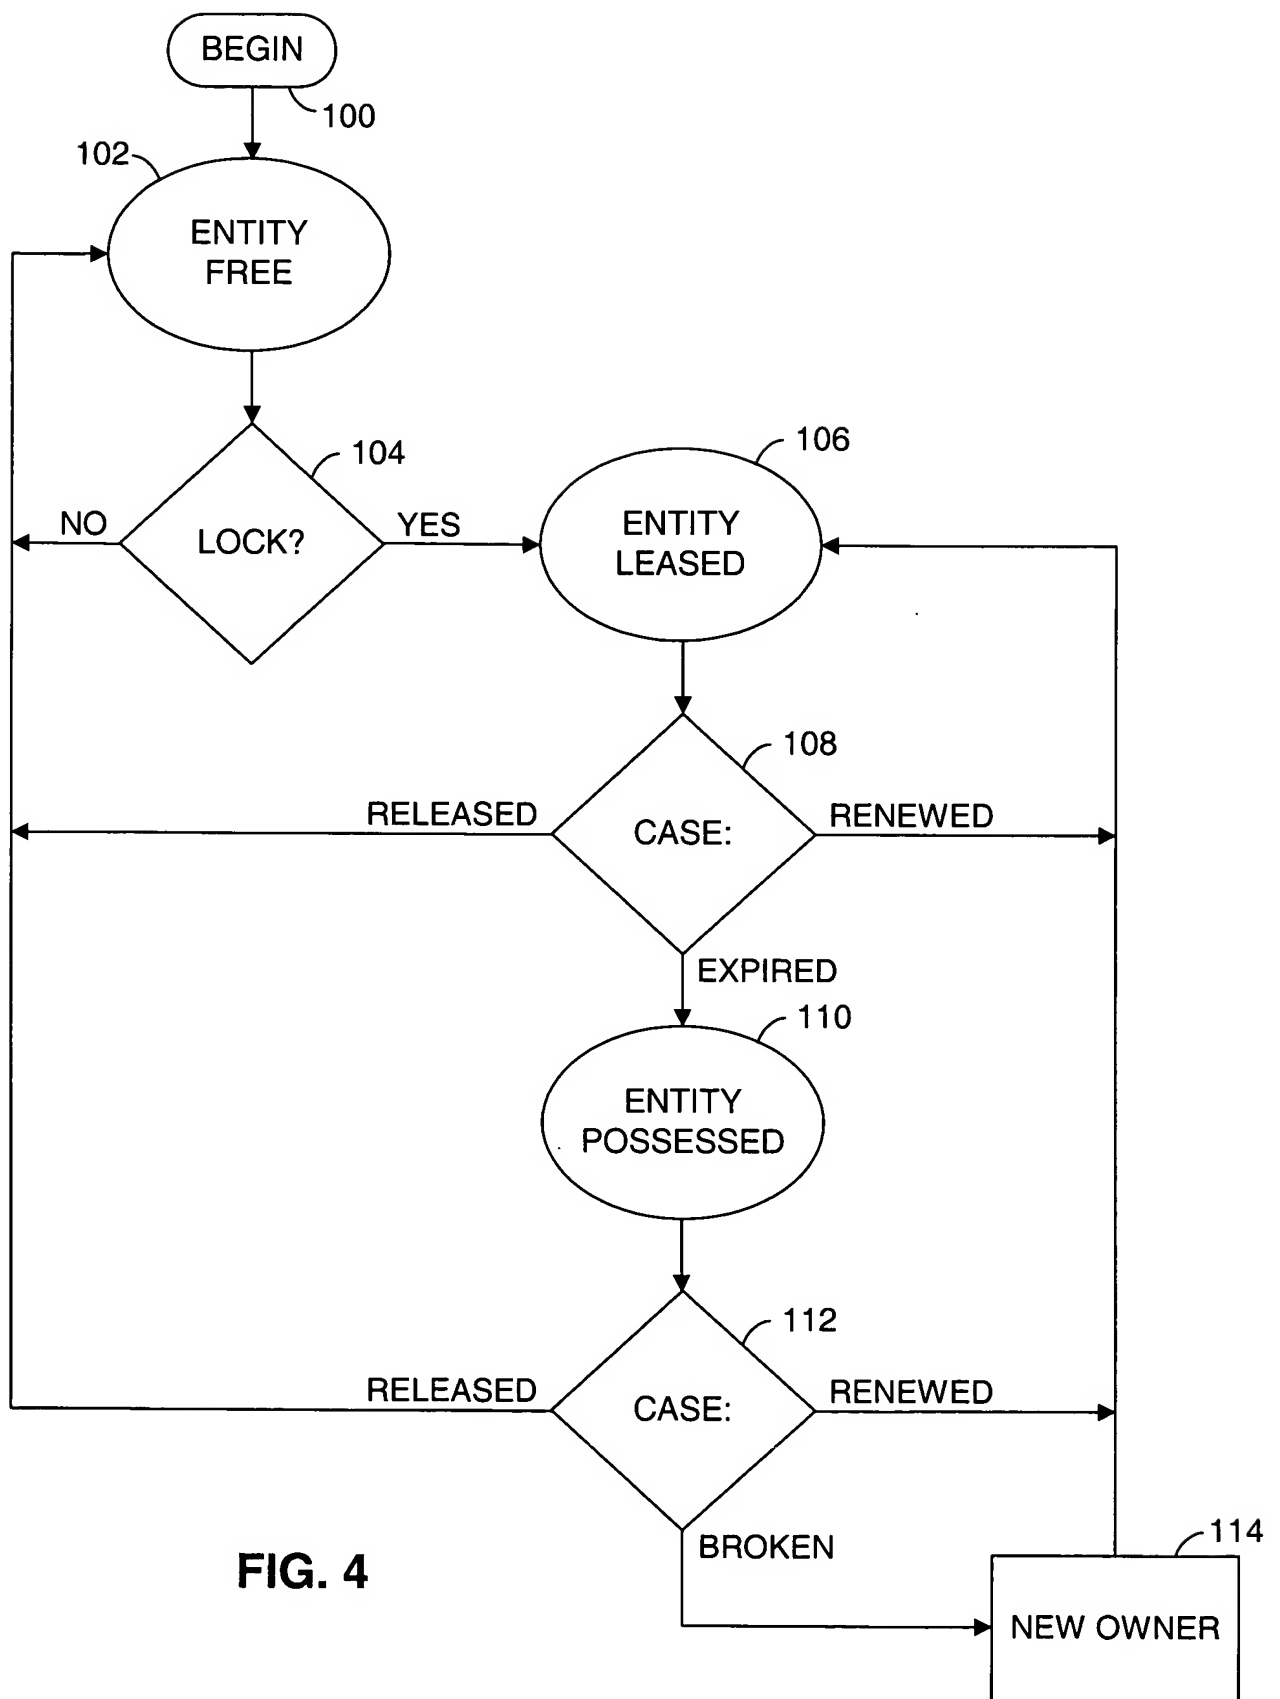 BEGIN
100
102
ENTITY
FREE
104
106
NO
LOCK?
YES
ENTITY
LEASED
108
RELEASED
CASE:
RENEWED
EXPIRED
110
ENTITY
POSSESSED
112
RELEASED
CASE:
RENEWED
BROKEN
114
FIG. 4
NEW OWNER